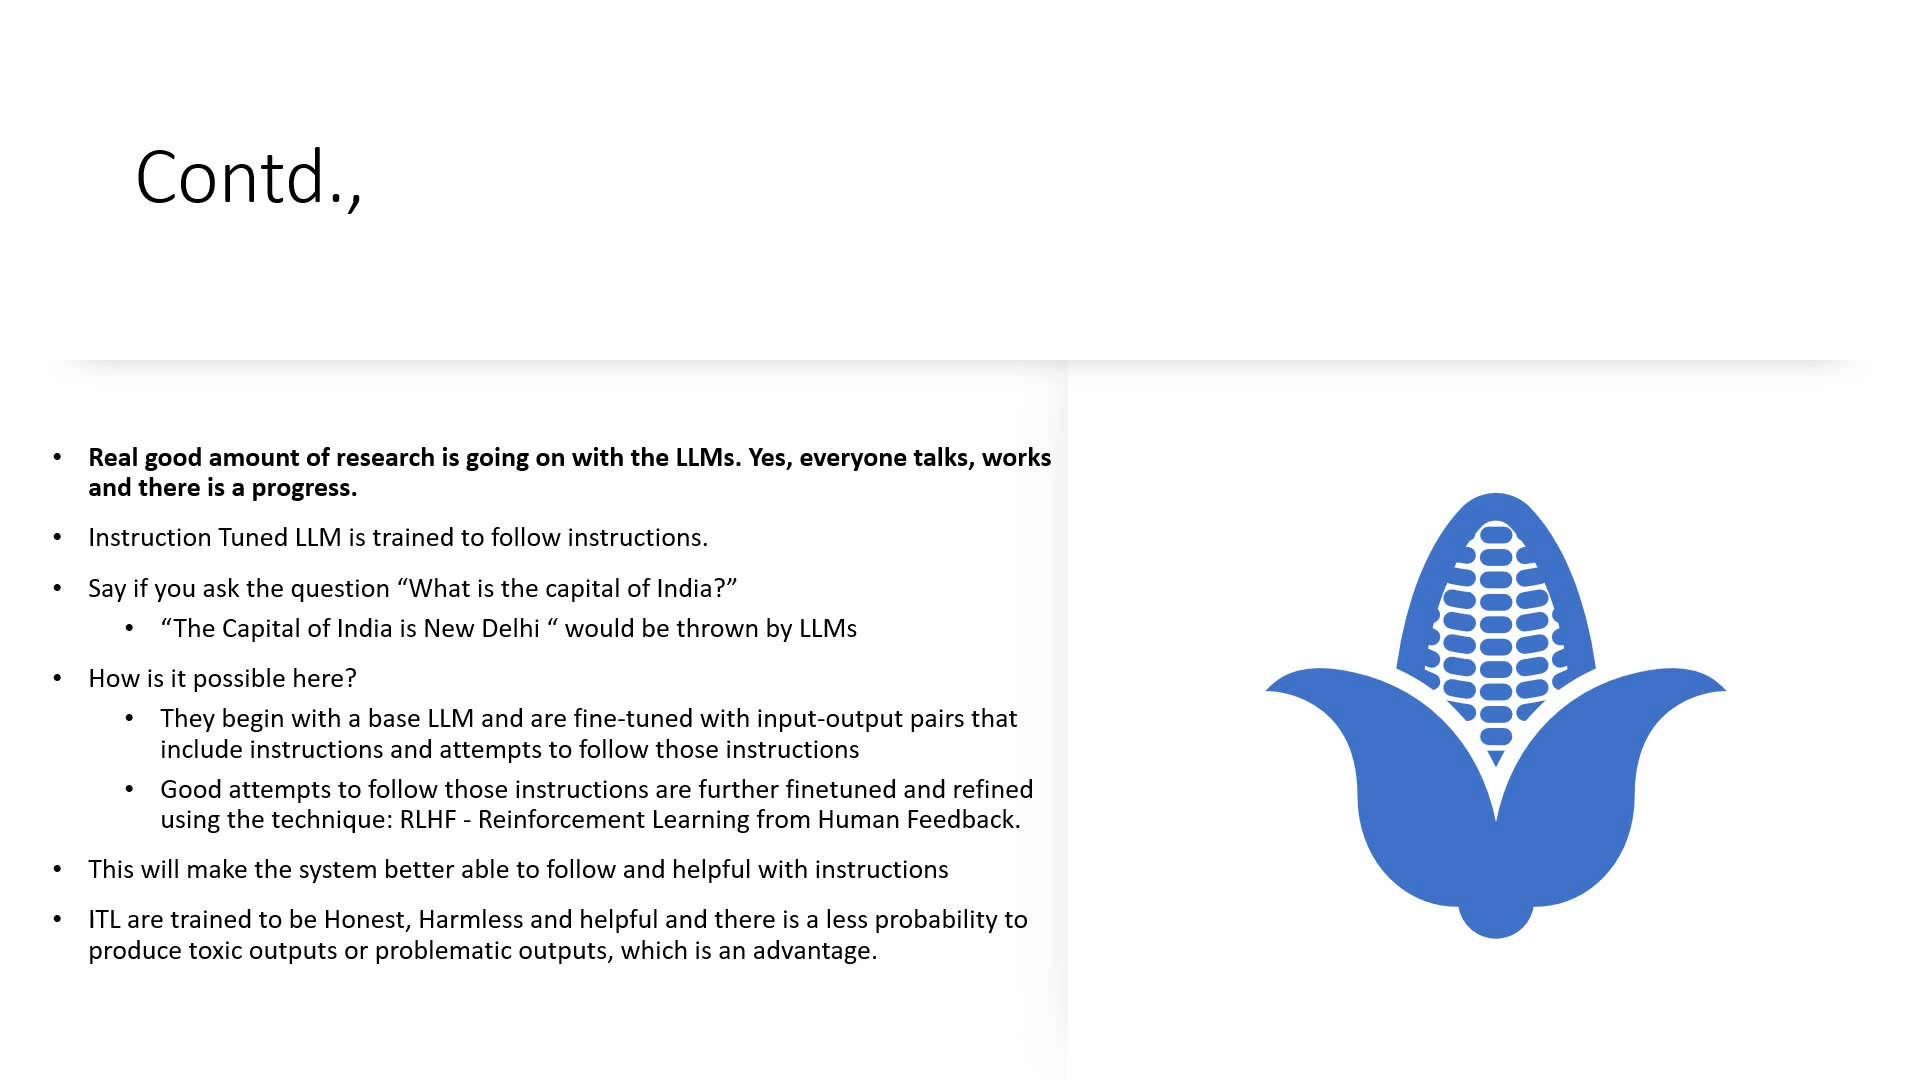 Contd.,
• Real good amount of research is going on with the LLMs. Yes, everyone talks, works
and there is a progress.
• Instruction Tuned LLM is trained to follow instructions.
• Say if you ask the question “What is the capital of India?”
• “The Capital of India is New Delhi “ would be thrown by LLMs
• How is it possible here?
• They begin with a base LLM and are fine-tuned with input-output pairs that
include instructions and attempts to follow those instructions
• Good attempts to follow those instructions are further finetuned and refined
using the technique: RLHF - Reinforcement Learning from Human Feedback.
• This will make the system better able to follow and helpful with instructions
• ITL are trained to be Honest, Harmless and helpful and there is a less probability to
produce toxic outputs or problematic outputs, which is an advantage.